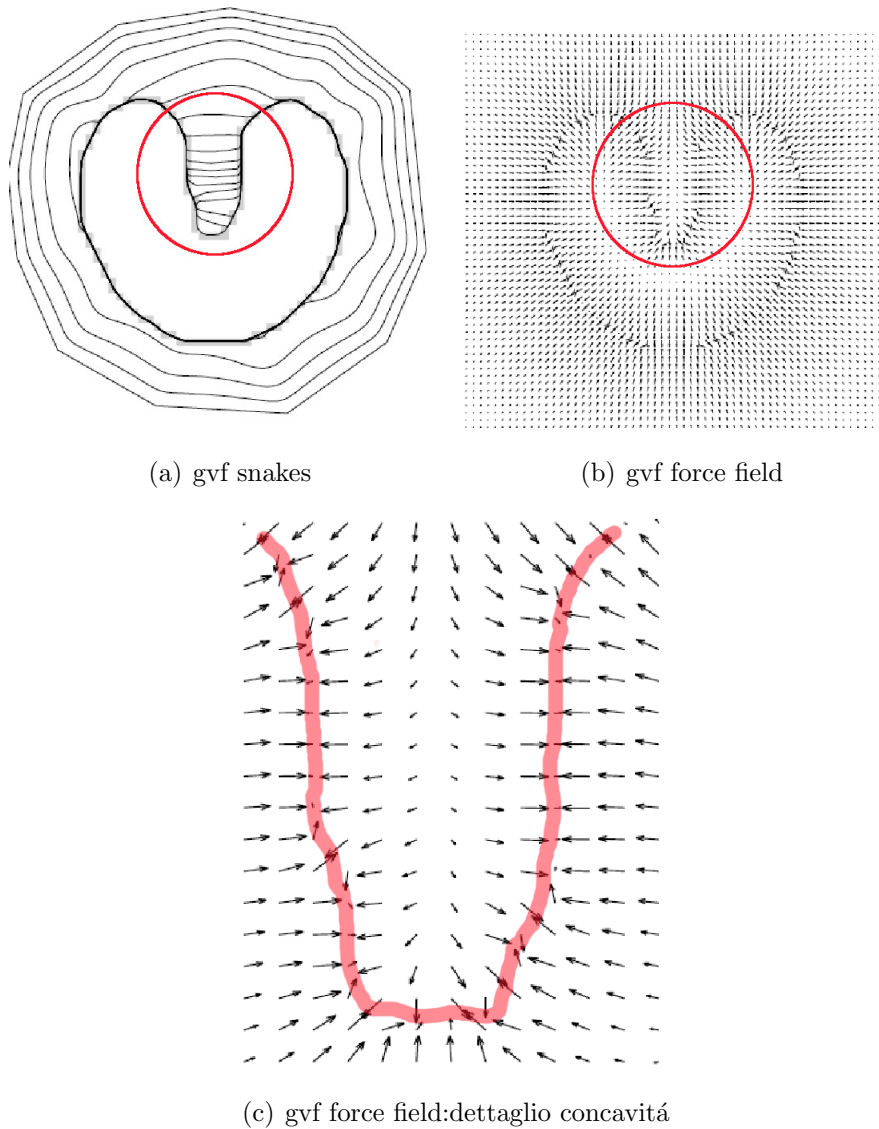 (a) gvf snakes
(b) gvf force field
(c) gvf force field:dettaglio concavitá